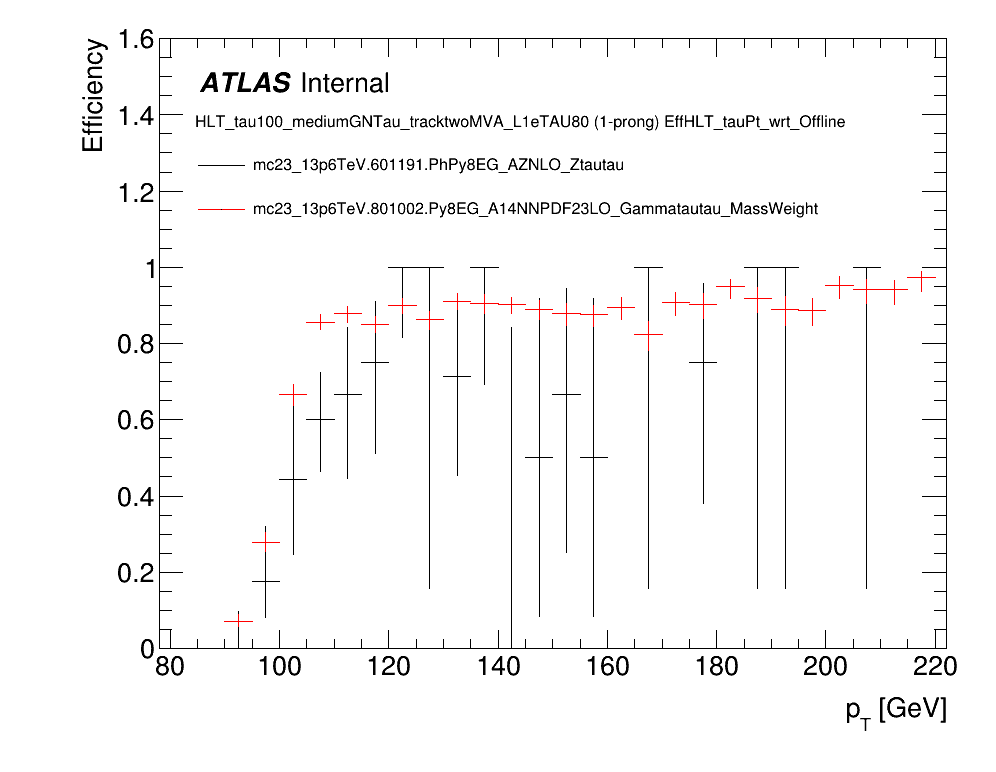 ATLAS Internal
HLT_tau100_mediumGNTau_tracktwoMVA_L1eTAU80 (1-prong) EffHLT_tauPt_wrt_Offline
mc23_13p6TeV.601191.PhPy8EG_AZNLO_Ztautau
mc23_13p6TeV.801002.Py8EG_A14NNPDF23LO_Gammatautau_MassWeight
Efficiency
1.6
1.4
1.2
1
0.8
0.6
0.4
0.2
0
80 100 120 140 160 180 200 220
p_T [GeV]